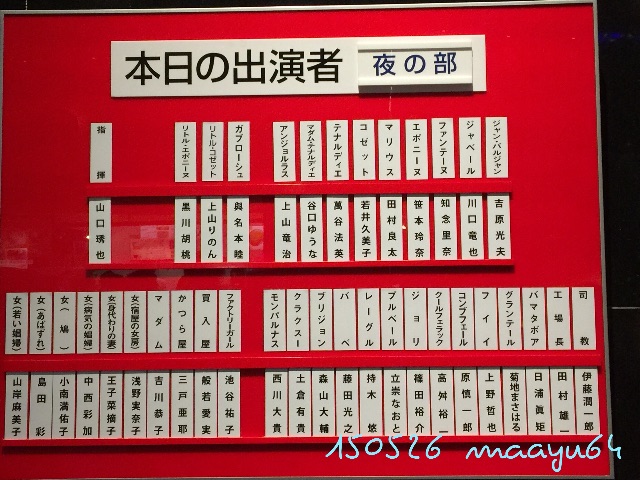 本日の出演者 夜の部
ジャン・バルジャン
吉原光夫
ジャベール
川口竜也
ファンテーヌ
知念里奈
エポニーヌ
笹本玲奈
マリウス
田村良太
コゼット
若井久美子
テナルディエ
萬谷法英
マダム・テナルディエ
谷口ゆうな
アンジョルラス
上山竜治
ガブローシュ
與名本睦
リトル・コゼット
上山りのん
リトル・エポニーヌ
黒川胡桃
指揮
山口琇也
司教
伊藤潤一郎
工場長
田村雄一
バマタボア
日浦眞矩
グランテール
菊地まさはる
フイイ
上野哲也
コンブフェール
原慎一郎
クールフェラック
高舛裕一
ジョリ
篠田裕介
プルベール
立崇なおと
レーグル
持木悠
バベ
藤田光之
ブリジョン
森山大輔
クラクスー
土倉有貴
モンパルナス
西川大貴
ファクトリーガール
池谷祐子
買入屋
般若愛実
かつら屋
三戸亜耶
マダム
吉川恭子
女(宿屋の女房)
浅野実奈子
女(身代わりの妻)
王子菜摘子
女(病気の娼婦)
中西彩加
女(鳩)
小南満佑子
女(あばずれ)
島田彩
女(若い娼婦)
山岸麻美子
150526 maayu64